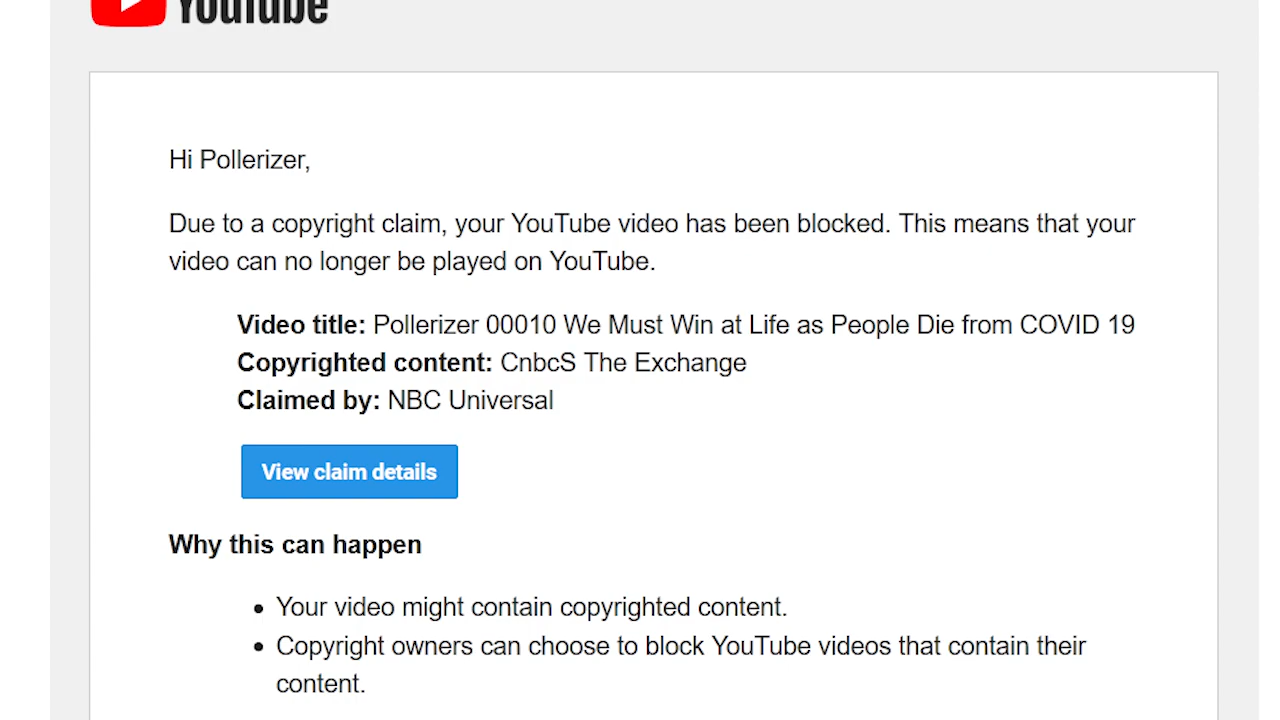 YouTube
Hi Pollerizer,
Due to a copyright claim, your YouTube video has been blocked. This means that your
video can no longer be played on YouTube.
Video title: Pollerizer 00010 We Must Win at Life as People Die from COVID 19
Copyrighted content: CnbcS The Exchange
Claimed by: NBC Universal
View claim details
Why this can happen
• Your video might contain copyrighted content.
• Copyright owners can choose to block YouTube videos that contain their
content.